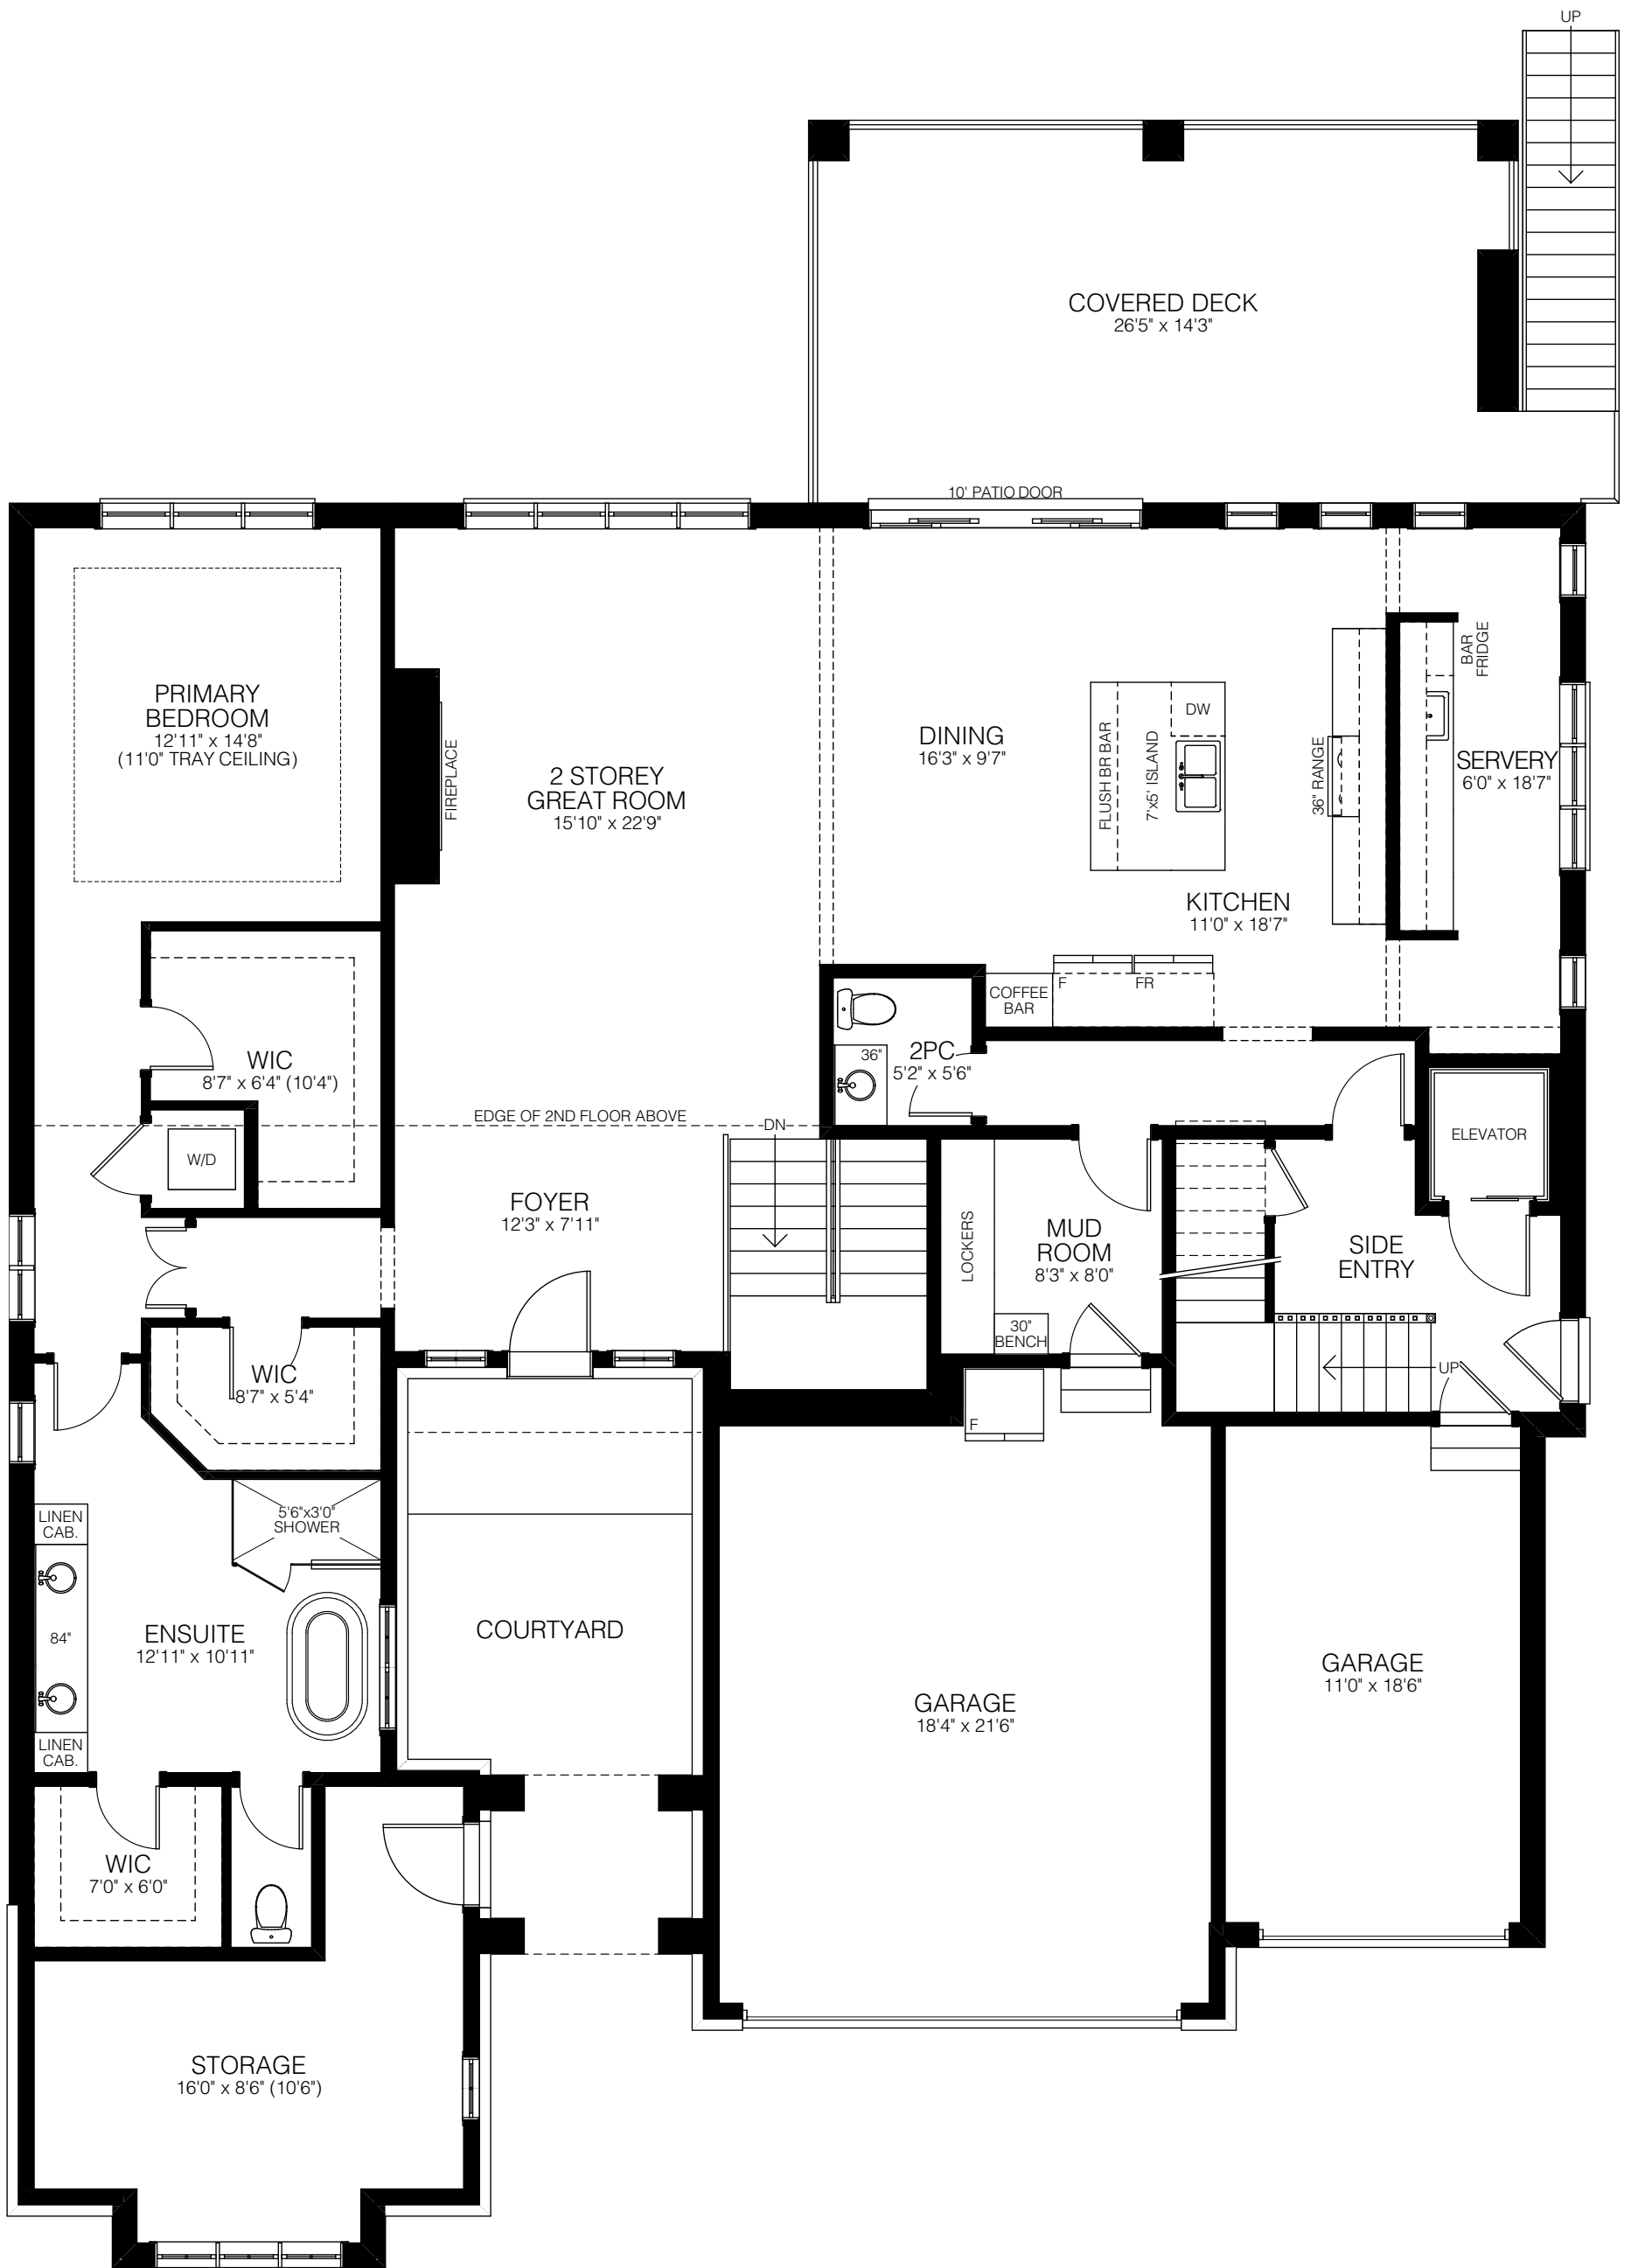 UP
COVERED DECK
26'5" x 14'3"
10' PATIO DOOR
PRIMARY
BEDROOM
12'11" x 14'8"
(11'0" TRAY CEILING)
FIREPLACE
2 STOREY
GREAT ROOM
15'10" x 22'9"
DINING
16'3" x 9'7"
FLUSH BR BAR
7'x5' ISLAND
DW
36" RANGE
BAR
FRIDGE
SERVERY
6'0" x 18'7"
KITCHEN
11'0" x 18'7"
COFFEE
BAR
F
FR
WIC
8'7" x 6'4" (10'4")
36"
2PC
5'2" x 5'6"
EDGE OF 2ND FLOOR ABOVE
DN
W/D
ELEVATOR
FOYER
12'3" x 7'11"
LOCKERS
MUD
ROOM
8'3" x 8'0"
SIDE
ENTRY
30"
BENCH
WIC
8'7" x 5'4"
UP
F
LINEN
CAB.
5'6"x3'0"
SHOWER
84"
ENSUITE
12'11" x 10'11"
COURTYARD
GARAGE
18'4" x 21'6"
GARAGE
11'0" x 18'6"
LINEN
CAB.
WIC
7'0" x 6'0"
STORAGE
16'0" x 8'6" (10'6")